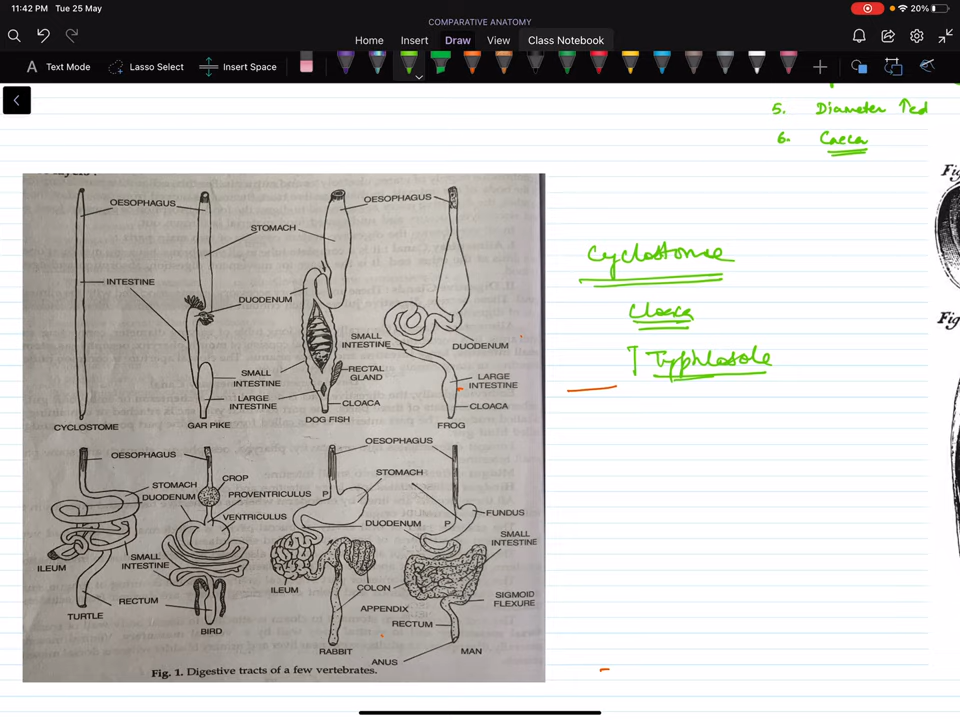 11:42 PM Tue 25 May
20%
COMPARATIVE ANATOMY
Home Insert Draw View Class Notebook
Text Mode Lasso Select Insert Space
5. Diameter ↑ed
6. Caeca
Fig
Fig
Cyclostome
Cloaca
↑ Typhlosole
OESOPHAGUS
OESOPHAGUS
STOMACH
INTESTINE
DUODENUM
SMALL
INTESTINE
DUODENUM
SMALL
INTESTINE
RECTAL
GLAND
LARGE
INTESTINE
LARGE
INTESTINE
CLOACA
CLOACA
CYCLOSTOME
GAR PIKE
DOG FISH
FROG
OESOPHAGUS
OESOPHAGUS
STOMACH
DUODENUM
CROP
PROVENTRICULUS
VENTRICULUS
P
STOMACH
FUNDUS
P
DUODENUM
SMALL
INTESTINE
SMALL
INTESTINE
ILEUM
RECTUM
ILEUM
COLON
APPENDIX
RECTUM
SIGMOID
FLEXURE
TURTLE
BIRD
RABBIT
ANUS
MAN
Fig. 1. Digestive tracts of a few vertebrates.